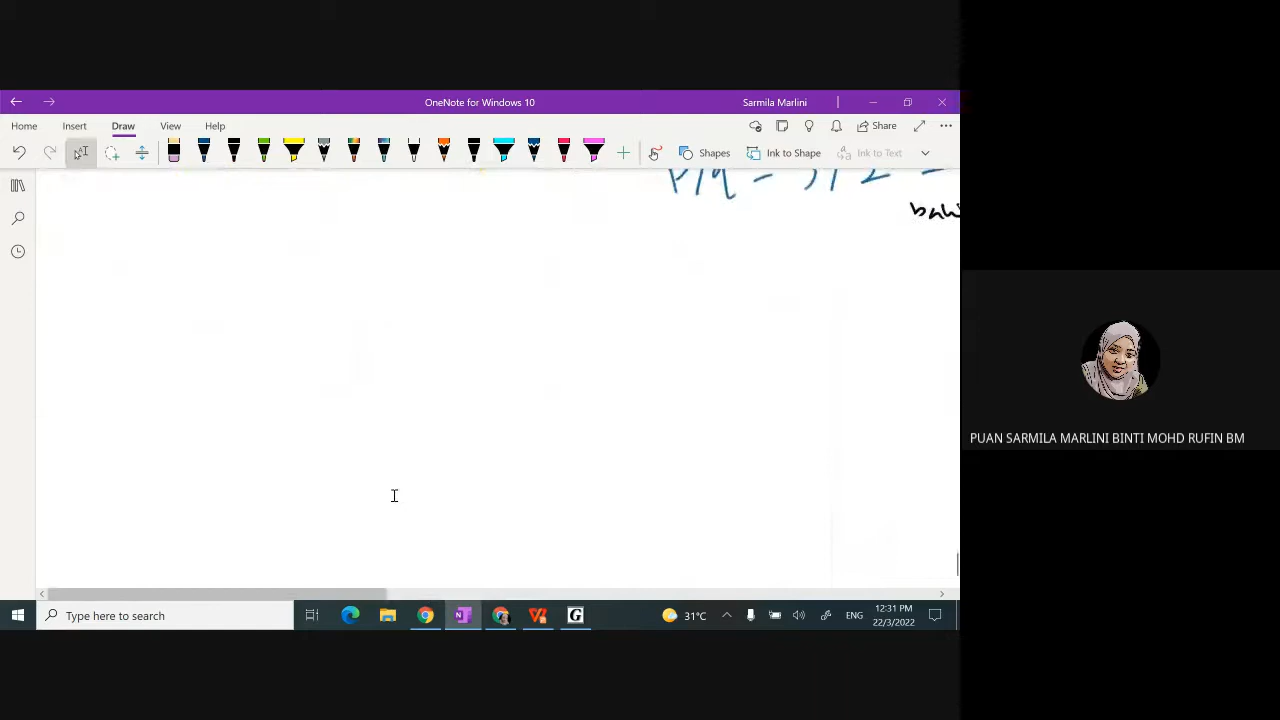 OneNote for Windows 10
Sarmila Marlini
Home Insert Draw View Help
Share
Shapes Ink to Shape Ink to Text
PUAN SARMILA MARLINI BINTI MOHD RUFIN BM
Type here to search
31°C
ENG
12:31 PM
22/3/2022